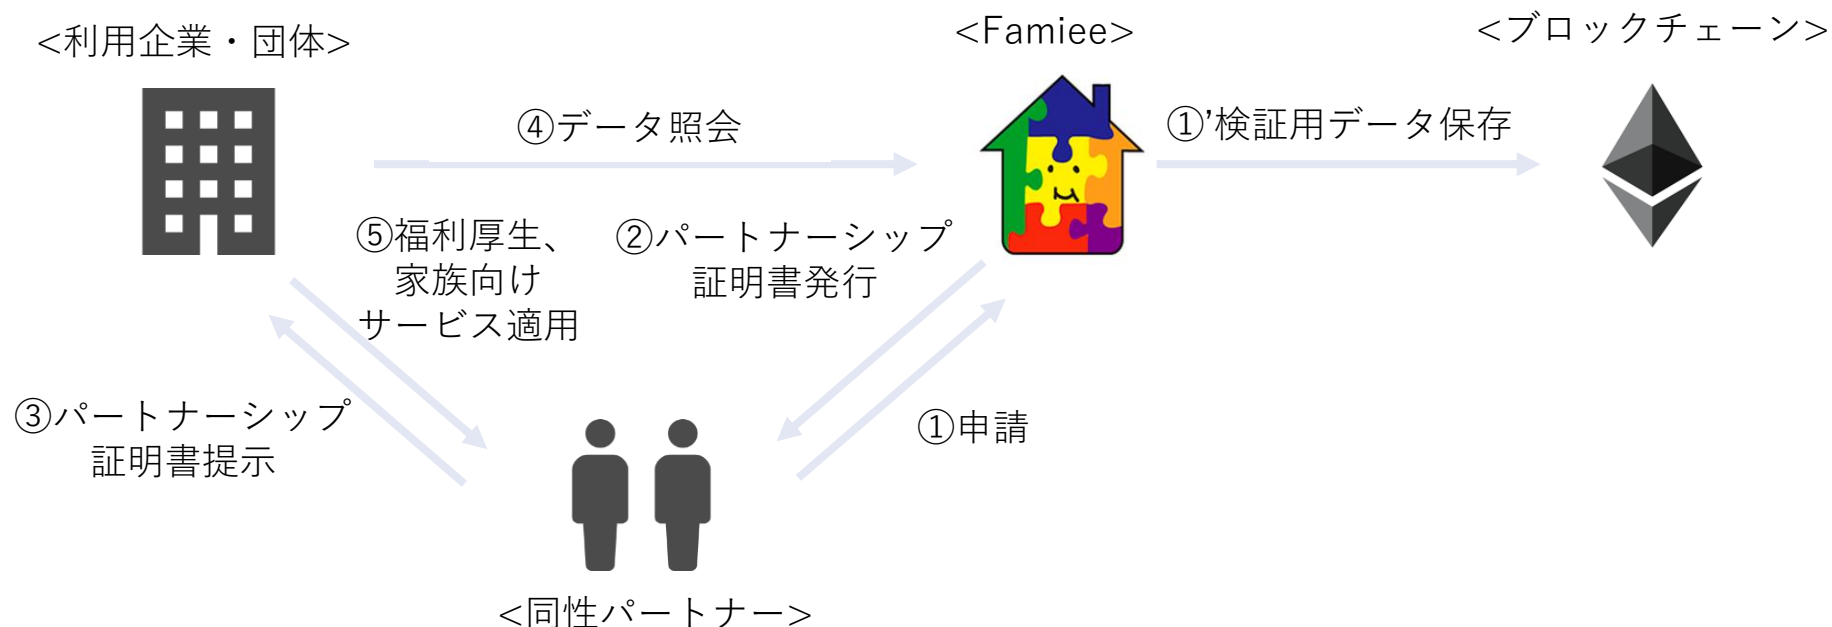 <利用企業・団体>
<Famiee>
<ブロックチェーン>
④データ照会
①’検証用データ保存
⑤福利厚生、
家族向け
サービス適用
②パートナーシップ
証明書発行
③パートナーシップ
証明書提示
①申請
<同性パートナー>